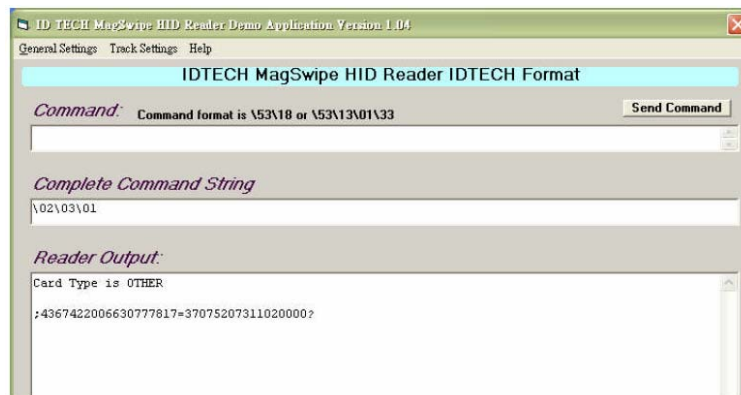 ID TECH MagSwipe HID Reader Demo Application Version 1.04
General Settings Track Settings Help
IDTECH MagSwipe HID Reader IDTECH Format
Command: Command format is \53\18 or \53\13\01\33 Send Command
Complete Command String
\02\03\01
Reader Output:
Card Type is OTHER
;4367422006630777817=37075207311020000?